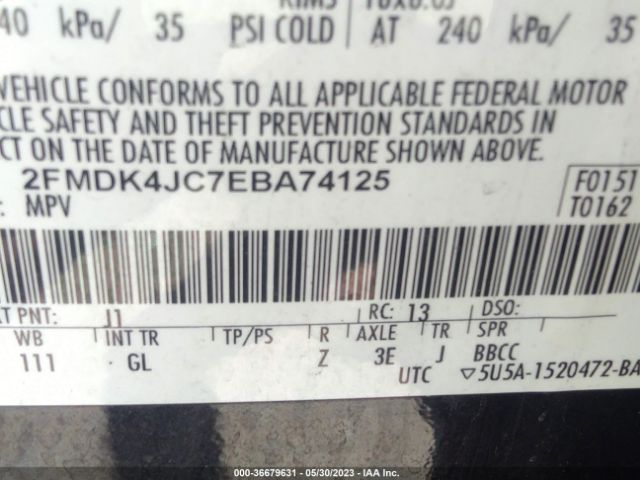 40 kPa/ 35 PSI COLD AT 240 kPa/ 35
VEHICLE CONFORMS TO ALL APPLICABLE FEDERAL MOTOR
CLE SAFETY AND THEFT PREVENTION STANDARDS IN
CT ON THE DATE OF MANUFACTURE SHOWN ABOVE.
2FMDK4JC7EBA74125
F0151
: MPV
T0162
T PNT: J1 RC: 13 DSO:
WB INT TR TP/PS R AXLE TR SPR
111 GL Z 3E J BBCC
UTC ▽5U5A-1520472-BA
000-36679631 - 05/30/2023 - IAA Inc.